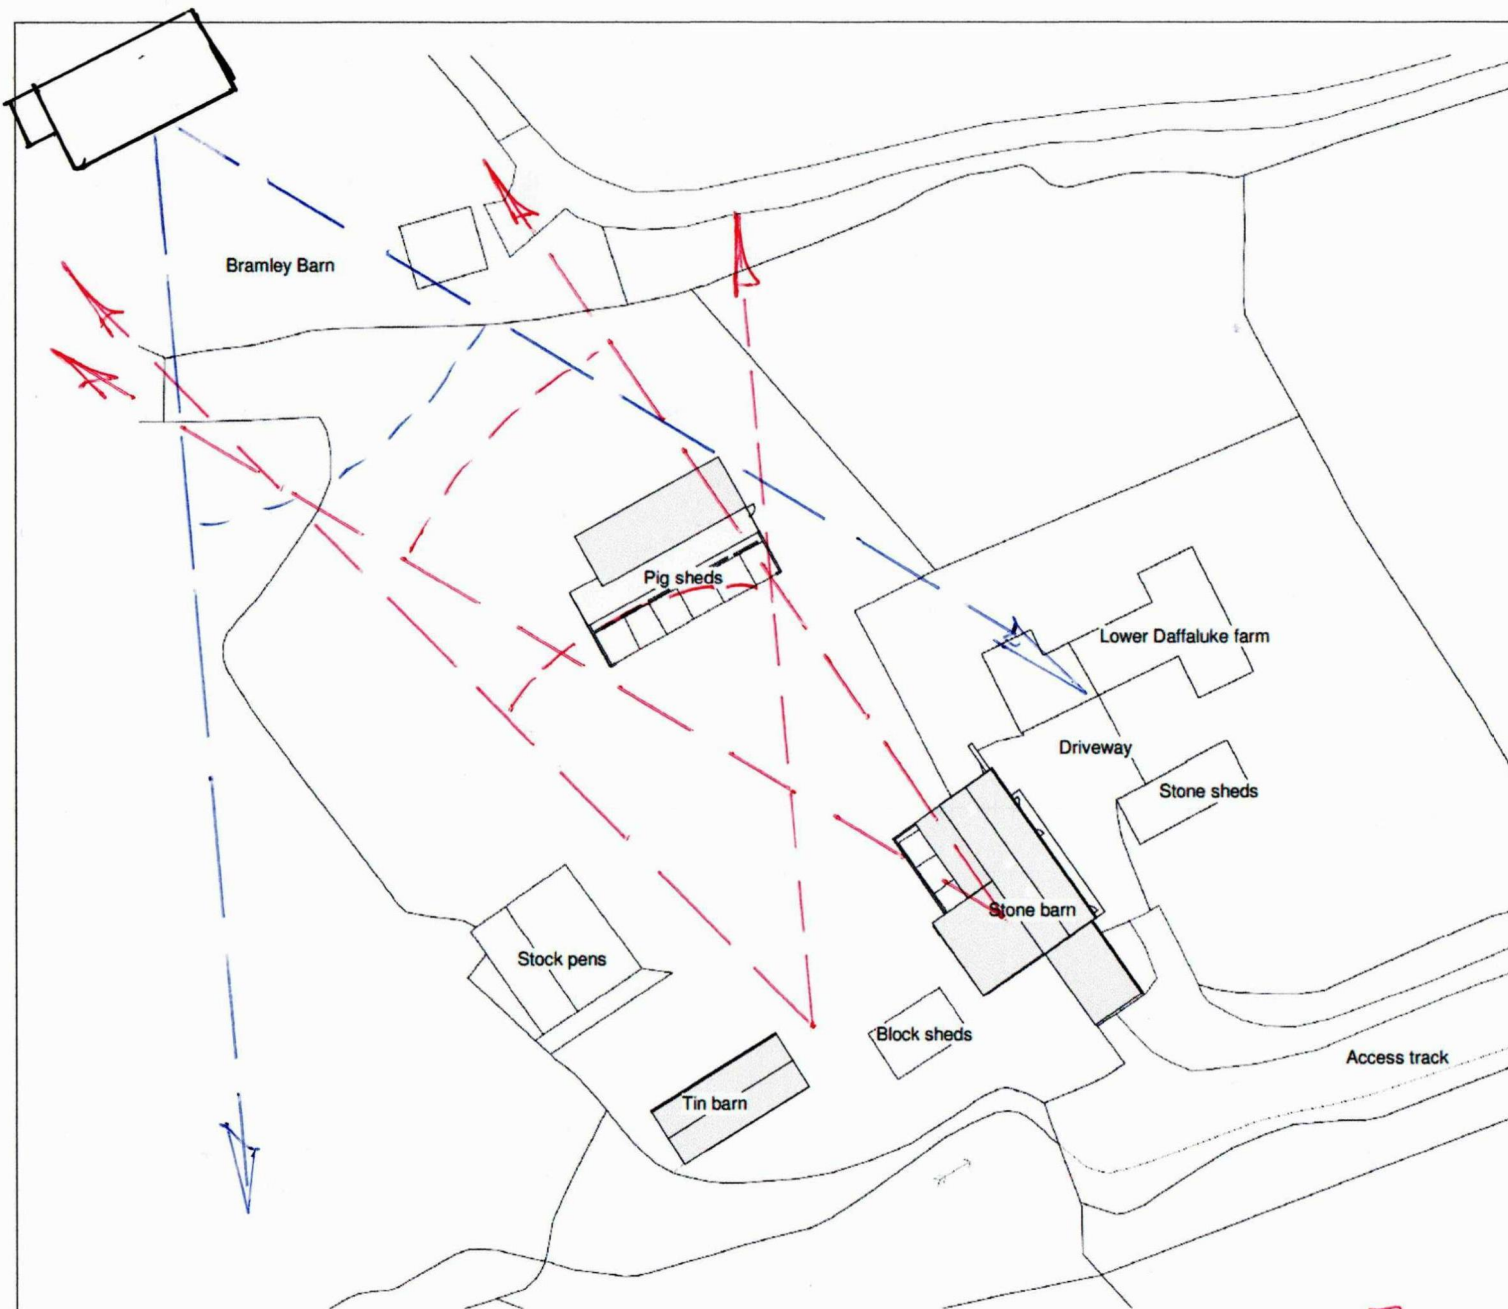 Bramley Barn
Pig sheds
Lower Daffaluke farm
Driveway
Stone sheds
Stone barn
Stock pens
Block sheds
Access track
Tin barn